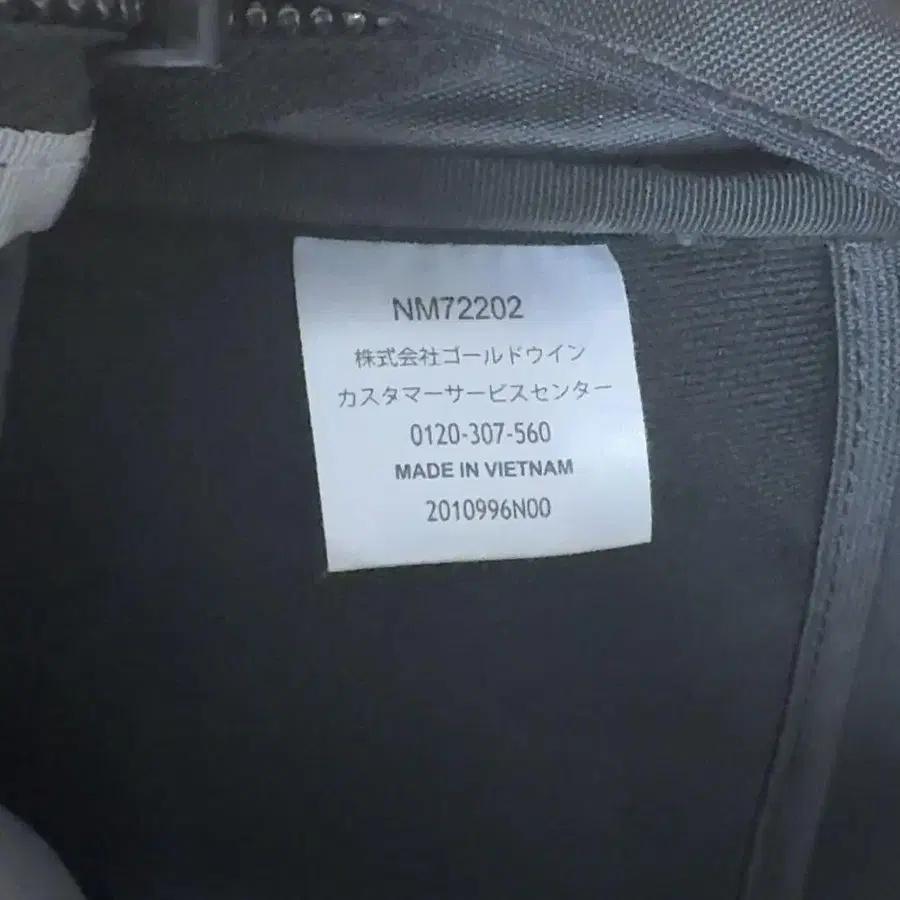 NM72202
株式会社ゴールドウイン
カスタマーサービスセンター
0120-307-560
MADE IN VIETNAM
2010996N00